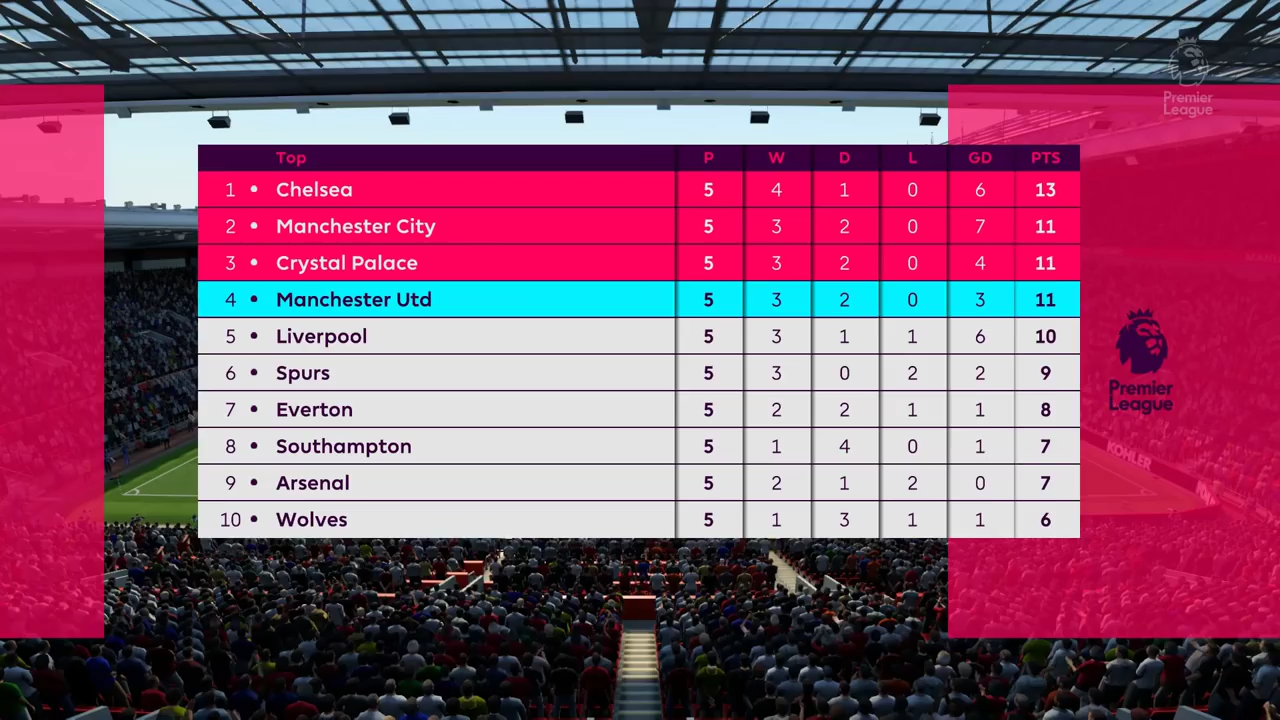 Premier
League
Top P W D L GD PTS
1 • Chelsea 5 4 1 0 6 13
2 • Manchester City 5 3 2 0 7 11
3 • Crystal Palace 5 3 2 0 4 11
4 • Manchester Utd 5 3 2 0 3 11
5 • Liverpool 5 3 1 1 6 10
6 • Spurs 5 3 0 2 2 9
7 • Everton 5 2 2 1 1 8
8 • Southampton 5 1 4 0 1 7
9 • Arsenal 5 2 1 2 0 7
10 • Wolves 5 1 3 1 1 6
Premier
League
KOHLER